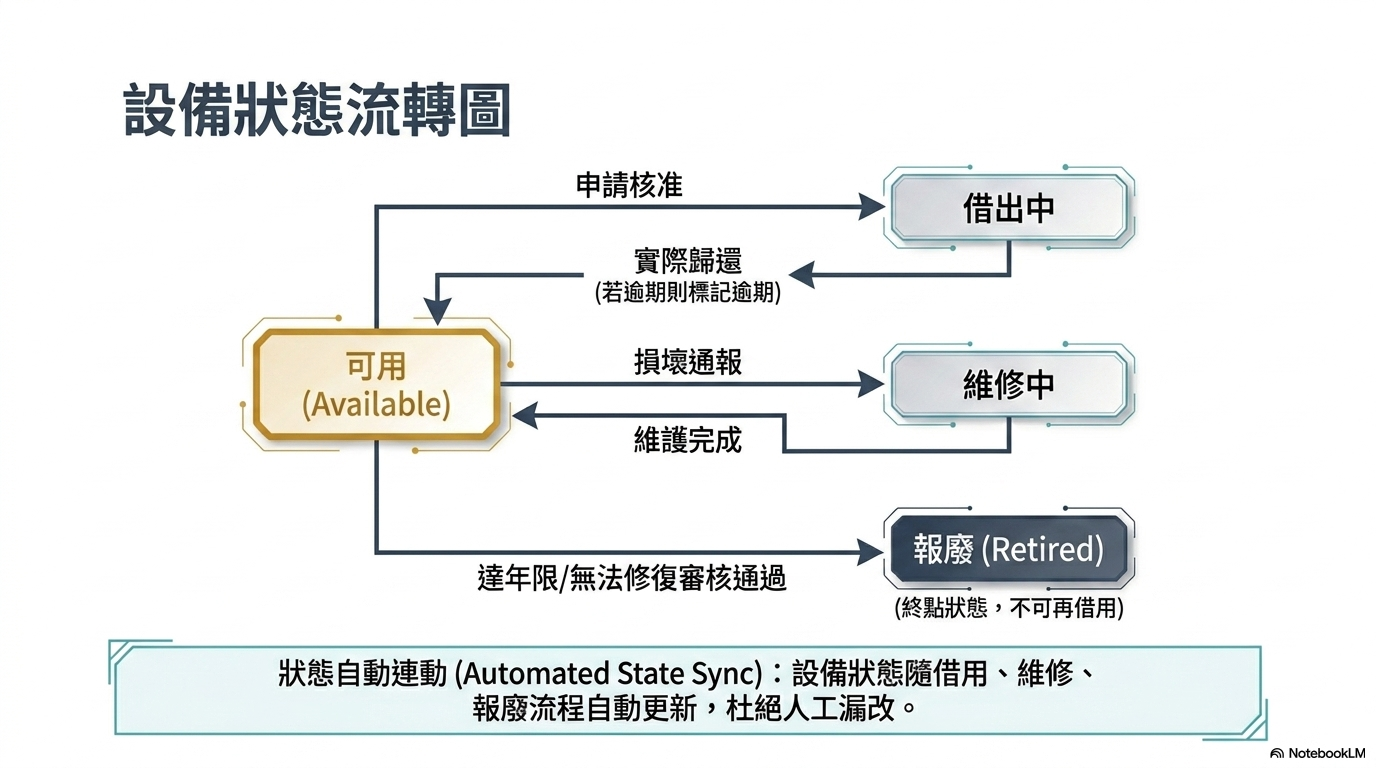 設備狀態流轉圖
申請核准
借出中
實際歸還
(若逾期則標記逾期)
可用
(Available)
損壞通報
維修中
維護完成
達年限/無法修復審核通過
報廢 (Retired)
(終點狀態，不可再借用)
狀態自動連動 (Automated State Sync)：設備狀態隨借用、維修、
報廢流程自動更新，杜絕人工漏改。
NotebookLM